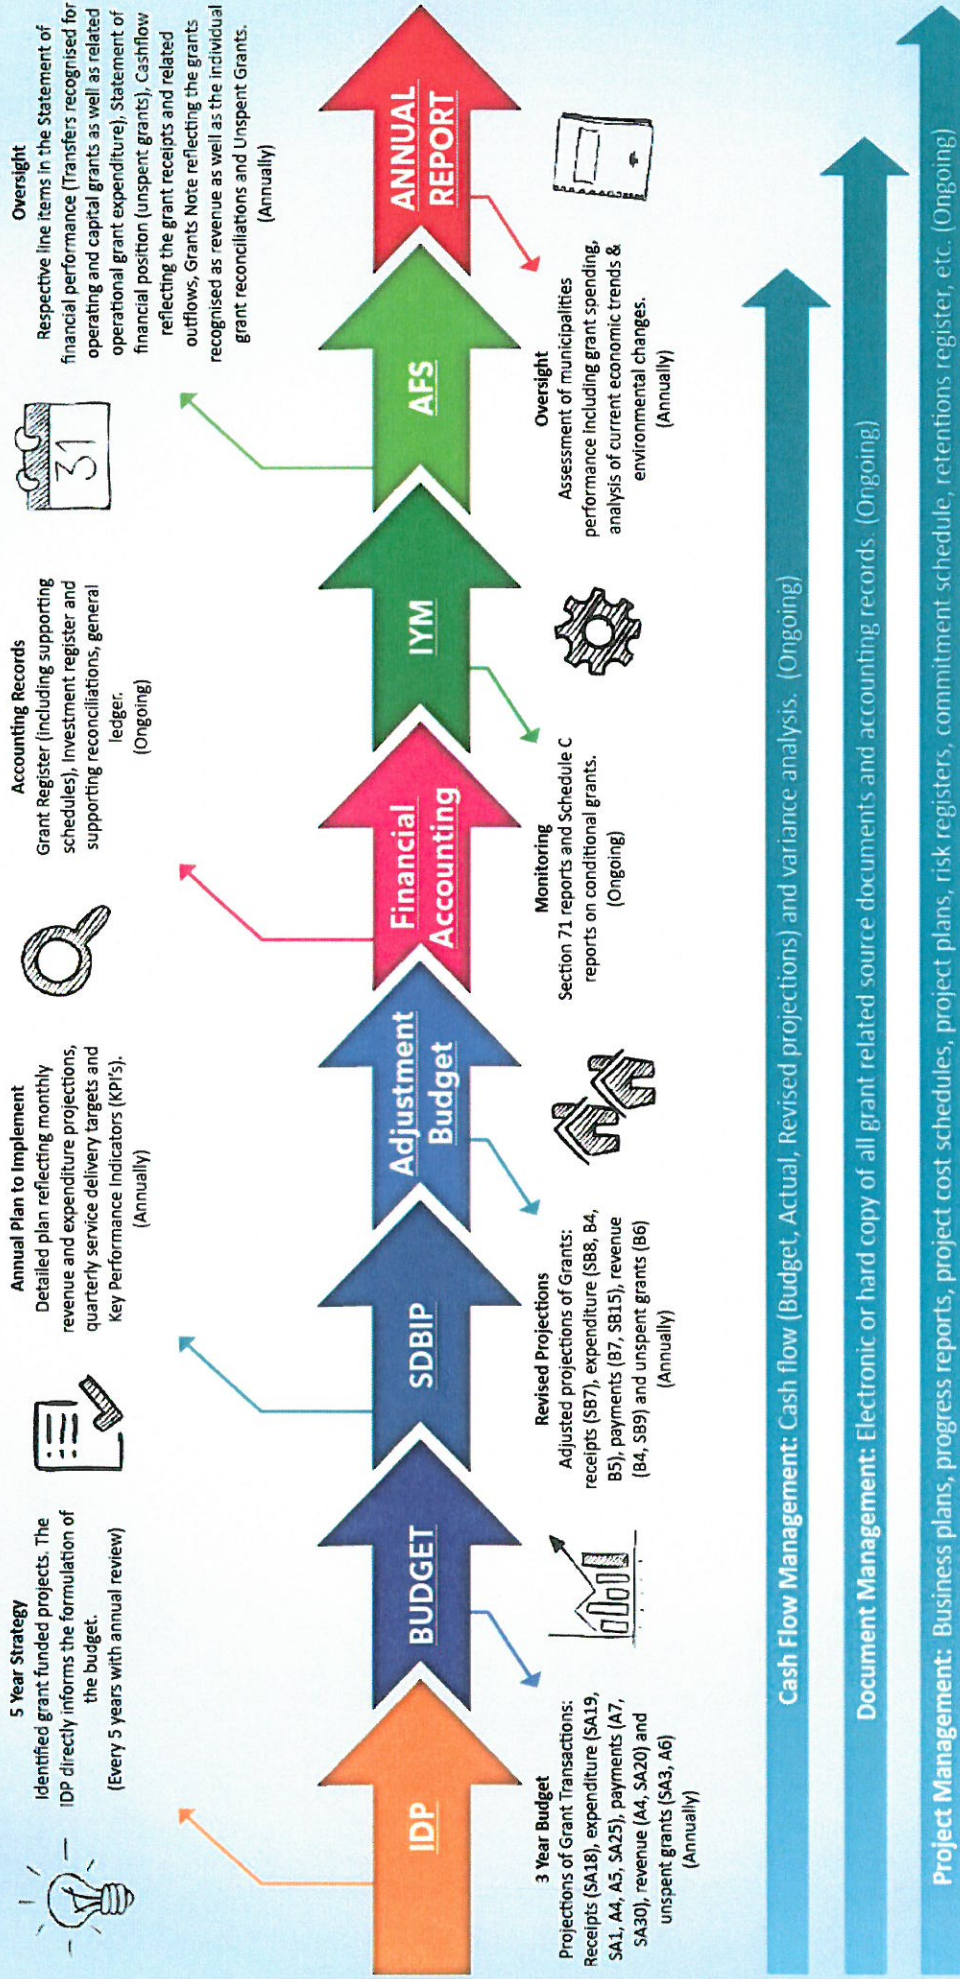 5 Year Strategy
Identified grant funded projects. The
IDP directly informs the formulation of
the budget.
(Every 5 years with annual review)
Annual Plan to Implement
Detailed plan reflecting monthly
revenue and expenditure projections,
quarterly service delivery targets and
Key Performance Indicators (KPI's).
(Annually)
Accounting Records
Grant Register (including supporting
schedules), Investment register and
supporting reconciliations, general
ledger.
(Ongoing)
31
Oversight
Respective line items in the Statement of
financial performance (Transfers recognised for
operating and capital grants as well as related
operational grant expenditure), Statement of
financial position (unspent grants), Cashflow
reflecting the grant receipts and related
outflows, Grants Note reflecting the grants
recognised as revenue as well as the individual
grant reconciliations and Unspent Grants.
(Annually)
IDP
BUDGET
SDBIP
Adjustment
Budget
Financial
Accounting
IYM
AFS
ANNUAL
REPORT
3 Year Budget
Projections of Grant Transactions:
Receipts (SA18), expenditure (SA19,
SA1, A4, A5, SA25), payments (A7,
SA30), revenue (A4, SA20) and
unspent grants (SA3, A6)
(Annually)
Revised Projections
Adjusted projections of Grants:
receipts (SB7), expenditure (SB8, B4,
B5), payments (B7, SB15), revenue
(B4, SB9) and unspent grants (B6)
(Annually)
Monitoring
Section 71 reports and Schedule C
reports on conditional grants.
(Ongoing)
Oversight
Assessment of municipalities
performance including grant spending,
analysis of current economic trends &
environmental changes.
(Annually)
Cash Flow Management: Cash flow (Budget, Actual, Revised projections) and variance analysis. (Ongoing)
Document Management: Electronic or hard copy of all grant related source documents and accounting records. (Ongoing)
Project Management: Business plans, progress reports, project cost schedules, project plans, risk registers, commitment schedule, retentions register, etc. (Ongoing)